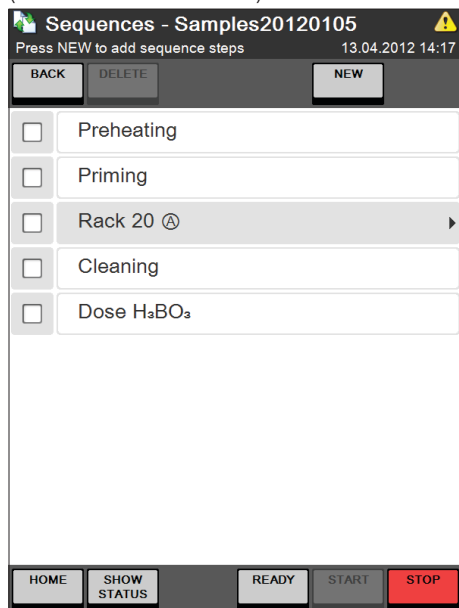 Sequences - Samples20120105
Press NEW to add sequence steps 13.04.2012 14:17
BACK DELETE NEW
Preheating
Priming
Rack 20 Ⓐ
Cleaning
Dose H₃BO₃
HOME SHOW STATUS READY START STOP